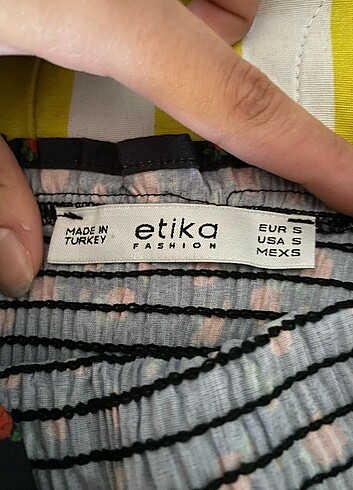 MADE IN
TURKEY
etika
FASHION
EUR S
USA S
MEXS